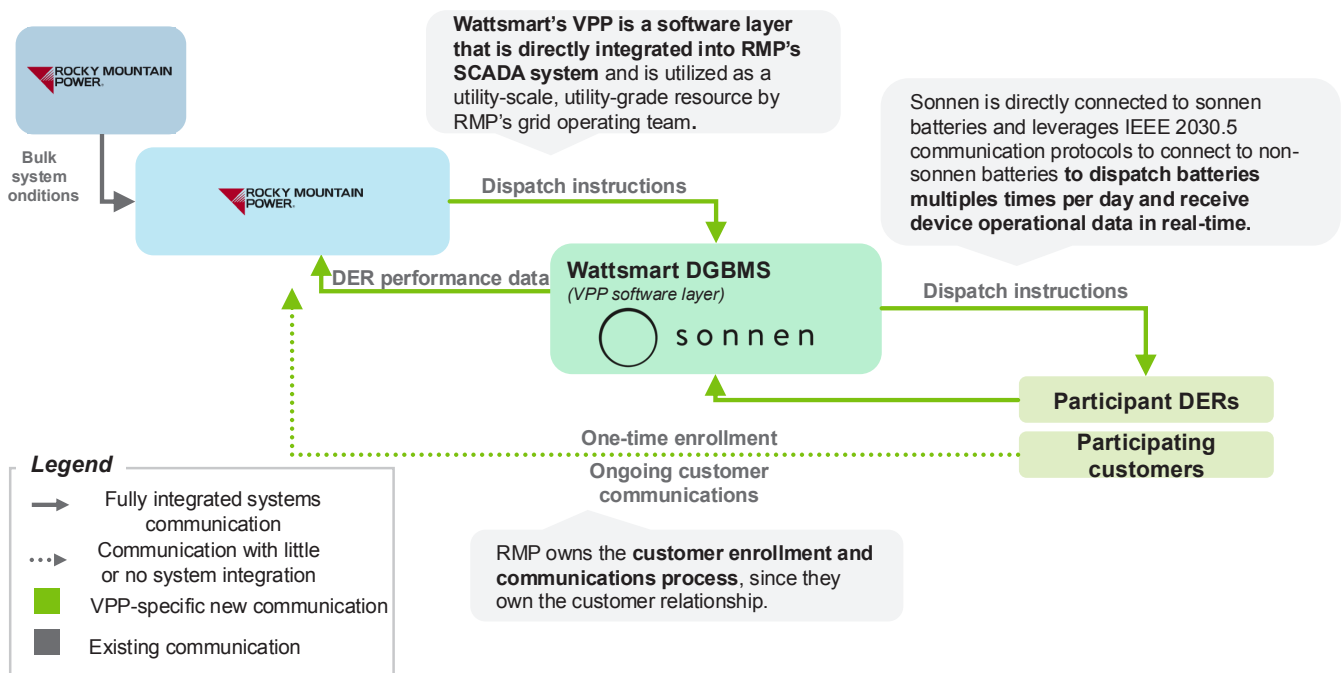 ROCKY MOUNTAIN
POWER®
Bulk
system
onditions
Wattsmart's VPP is a software layer
that is directly integrated into RMP's
SCADA system and is utilized as a
utility-scale, utility-grade resource by
RMP's grid operating team.
Sonnen is directly connected to sonnen
batteries and leverages IEEE 2030.5
communication protocols to connect to non-
sonnen batteries to dispatch batteries
multiples times per day and receive
device operational data in real-time.
ROCKY MOUNTAIN
POWER®
Dispatch instructions
DER performance data
Wattsmart DGBMS
(VPP software layer)
sonnen
Dispatch instructions
Participant DERs
Participating
customers
One-time enrollment
Ongoing customer
communications
RMP owns the customer enrollment and
communications process, since they
own the customer relationship.
Legend
Fully integrated systems
communication
Communication with little
or no system integration
VPP-specific new communication
Existing communication